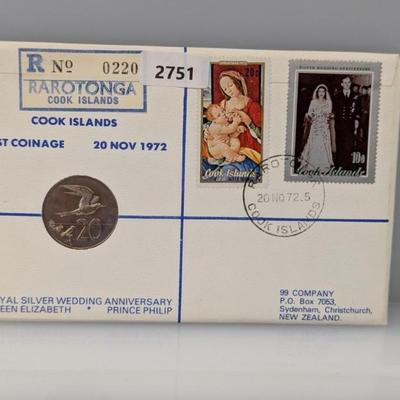 R No 0220
2751
RAROTONGA
COOK ISLANDS
COOK ISLANDS
ST COINAGE 20 NOV 1972
20
20c
Cook Islands
SILVER WEDDING ANNIVERSARY
10c
Cook Islands
RAROTONGA
20 NO 72.5
COOK ISLANDS
YAL SILVER WEDDING ANNIVERSARY
EEN ELIZABETH * PRINCE PHILIP
99 COMPANY
P.O. Box 7053,
Sydenham, Christchurch,
NEW ZEALAND.